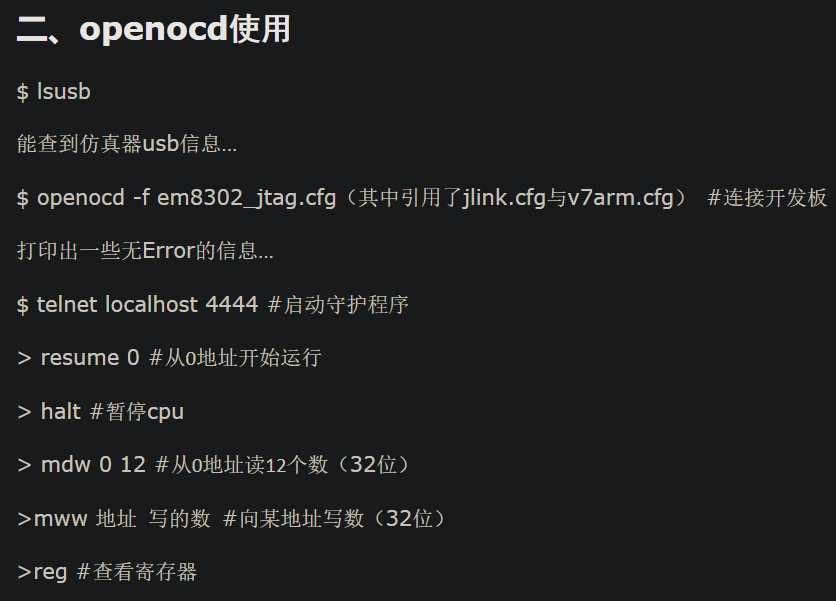 二、openocd使用
$ lsusb
能查到仿真器usb信息…
$ openocd -f em8302_jtag.cfg（其中引用了jlink.cfg与v7arm.cfg） #连接开发板
打印出一些无Error的信息…
$ telnet localhost 4444 #启动守护程序
> resume 0 #从0地址开始运行
> halt #暂停cpu
> mdw 0 12 #从0地址读12个数（32位）
>mww 地址 写的数 #向某地址写数（32位）
>reg #查看寄存器